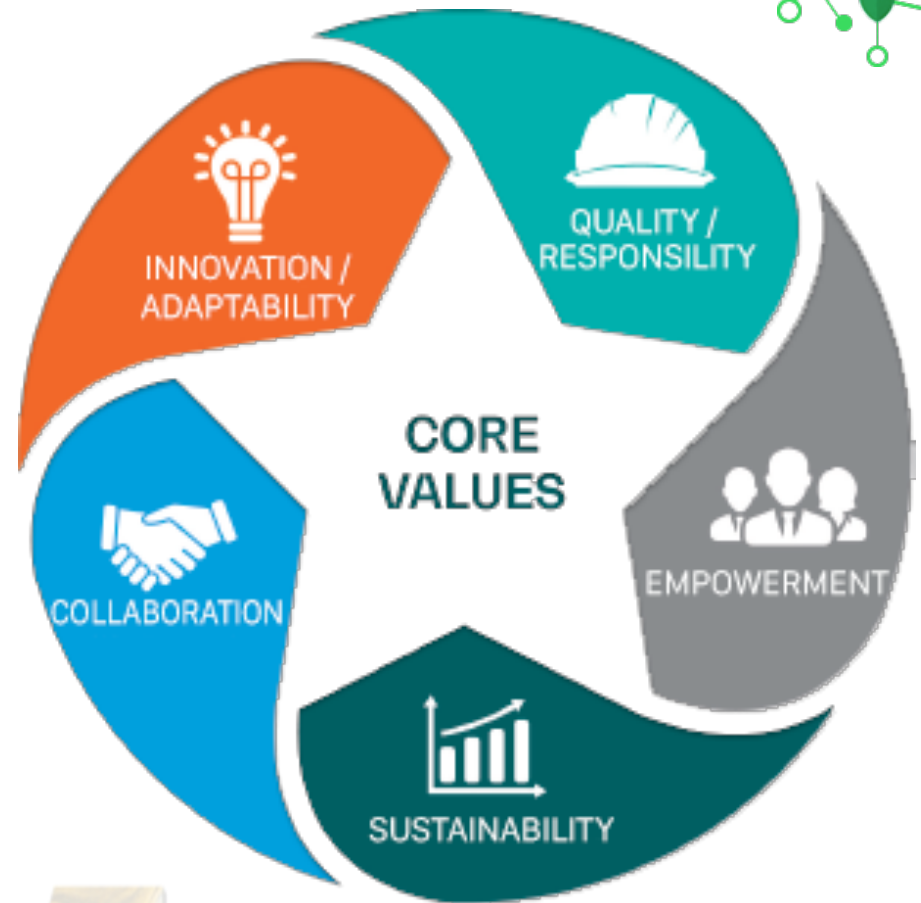 INNOVATION /
ADAPTABILITY
QUALITY /
RESPONSILITY
CORE
VALUES
EMPOWERMENT
COLLABORATION
SUSTAINABILITY